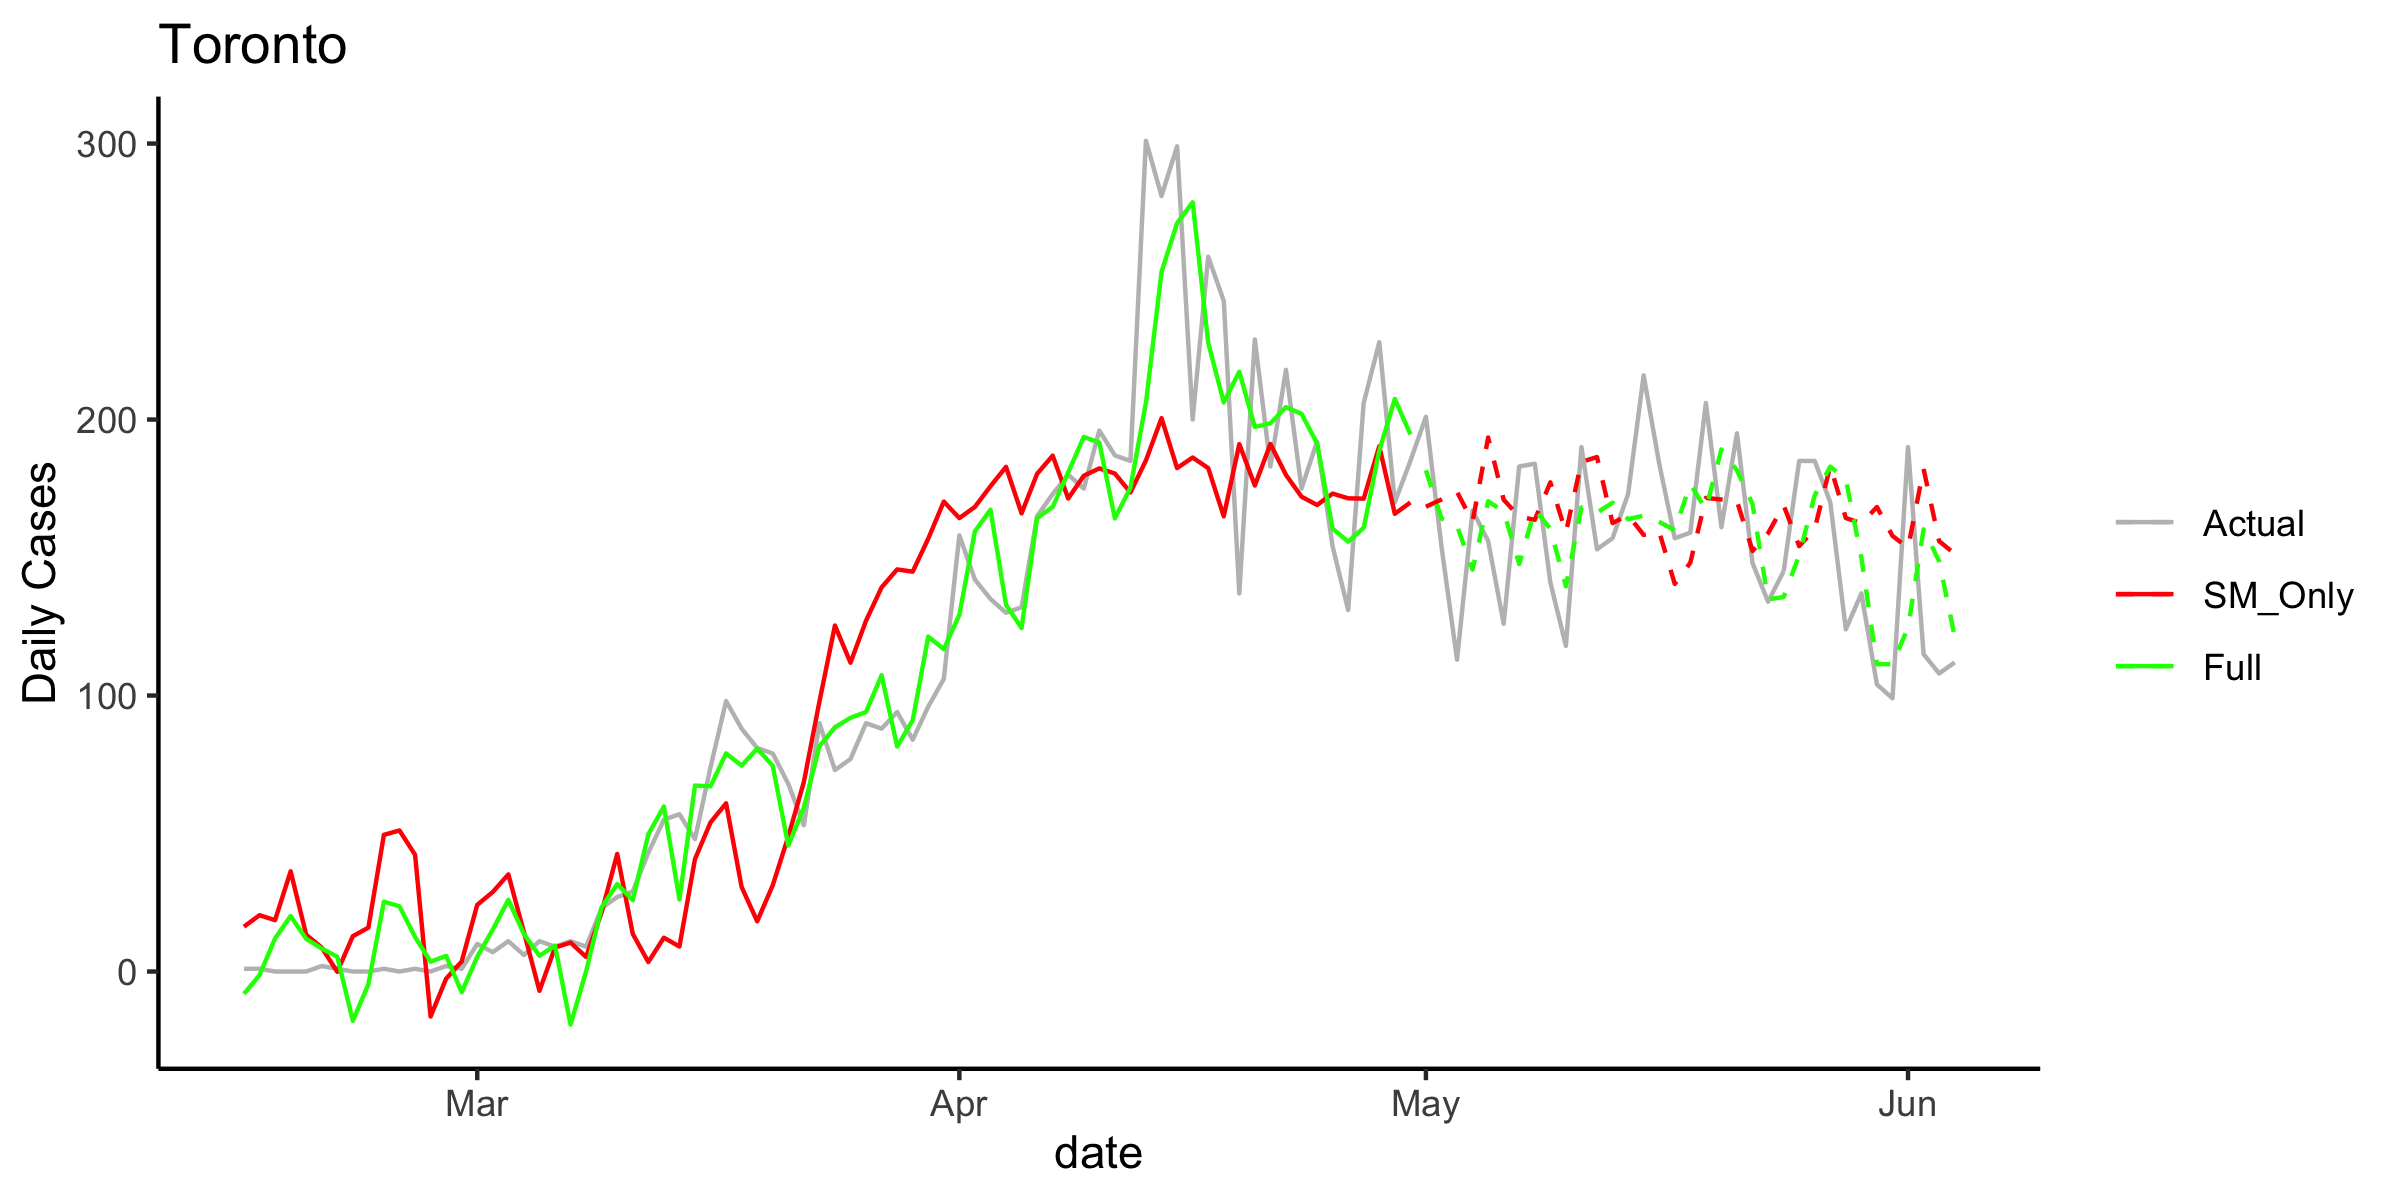 Toronto
300
200
100
0
Daily Cases
Mar Apr May Jun
date
Actual
SM_Only
Full